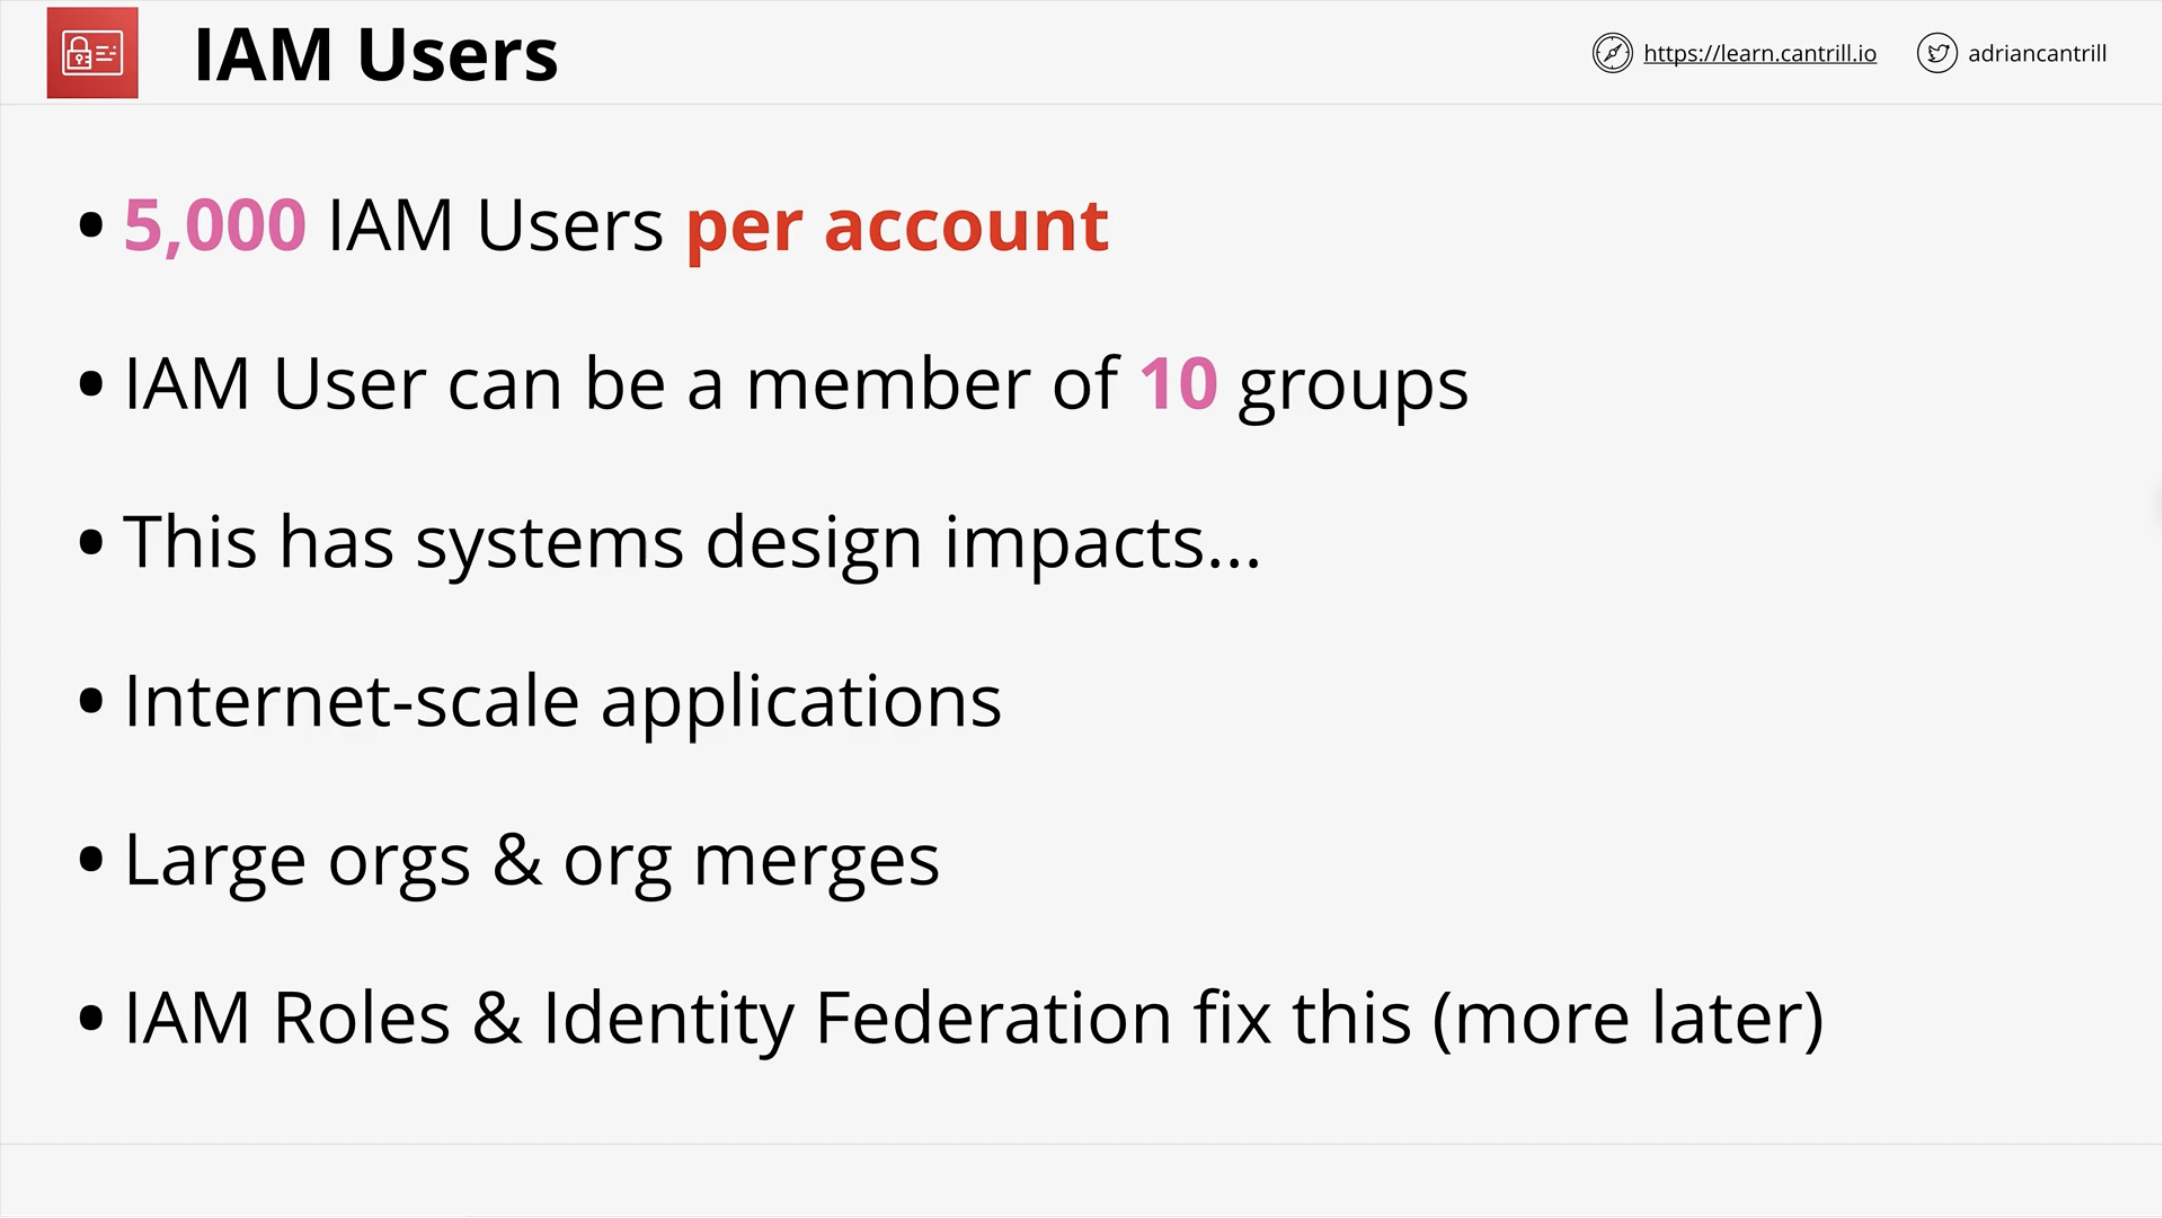 IAM Users
https://learn.cantrill.io
adriancantrill
• 5,000 IAM Users per account
• IAM User can be a member of 10 groups
• This has systems design impacts...
• Internet-scale applications
• Large orgs & org merges
• IAM Roles & Identity Federation fix this (more later)